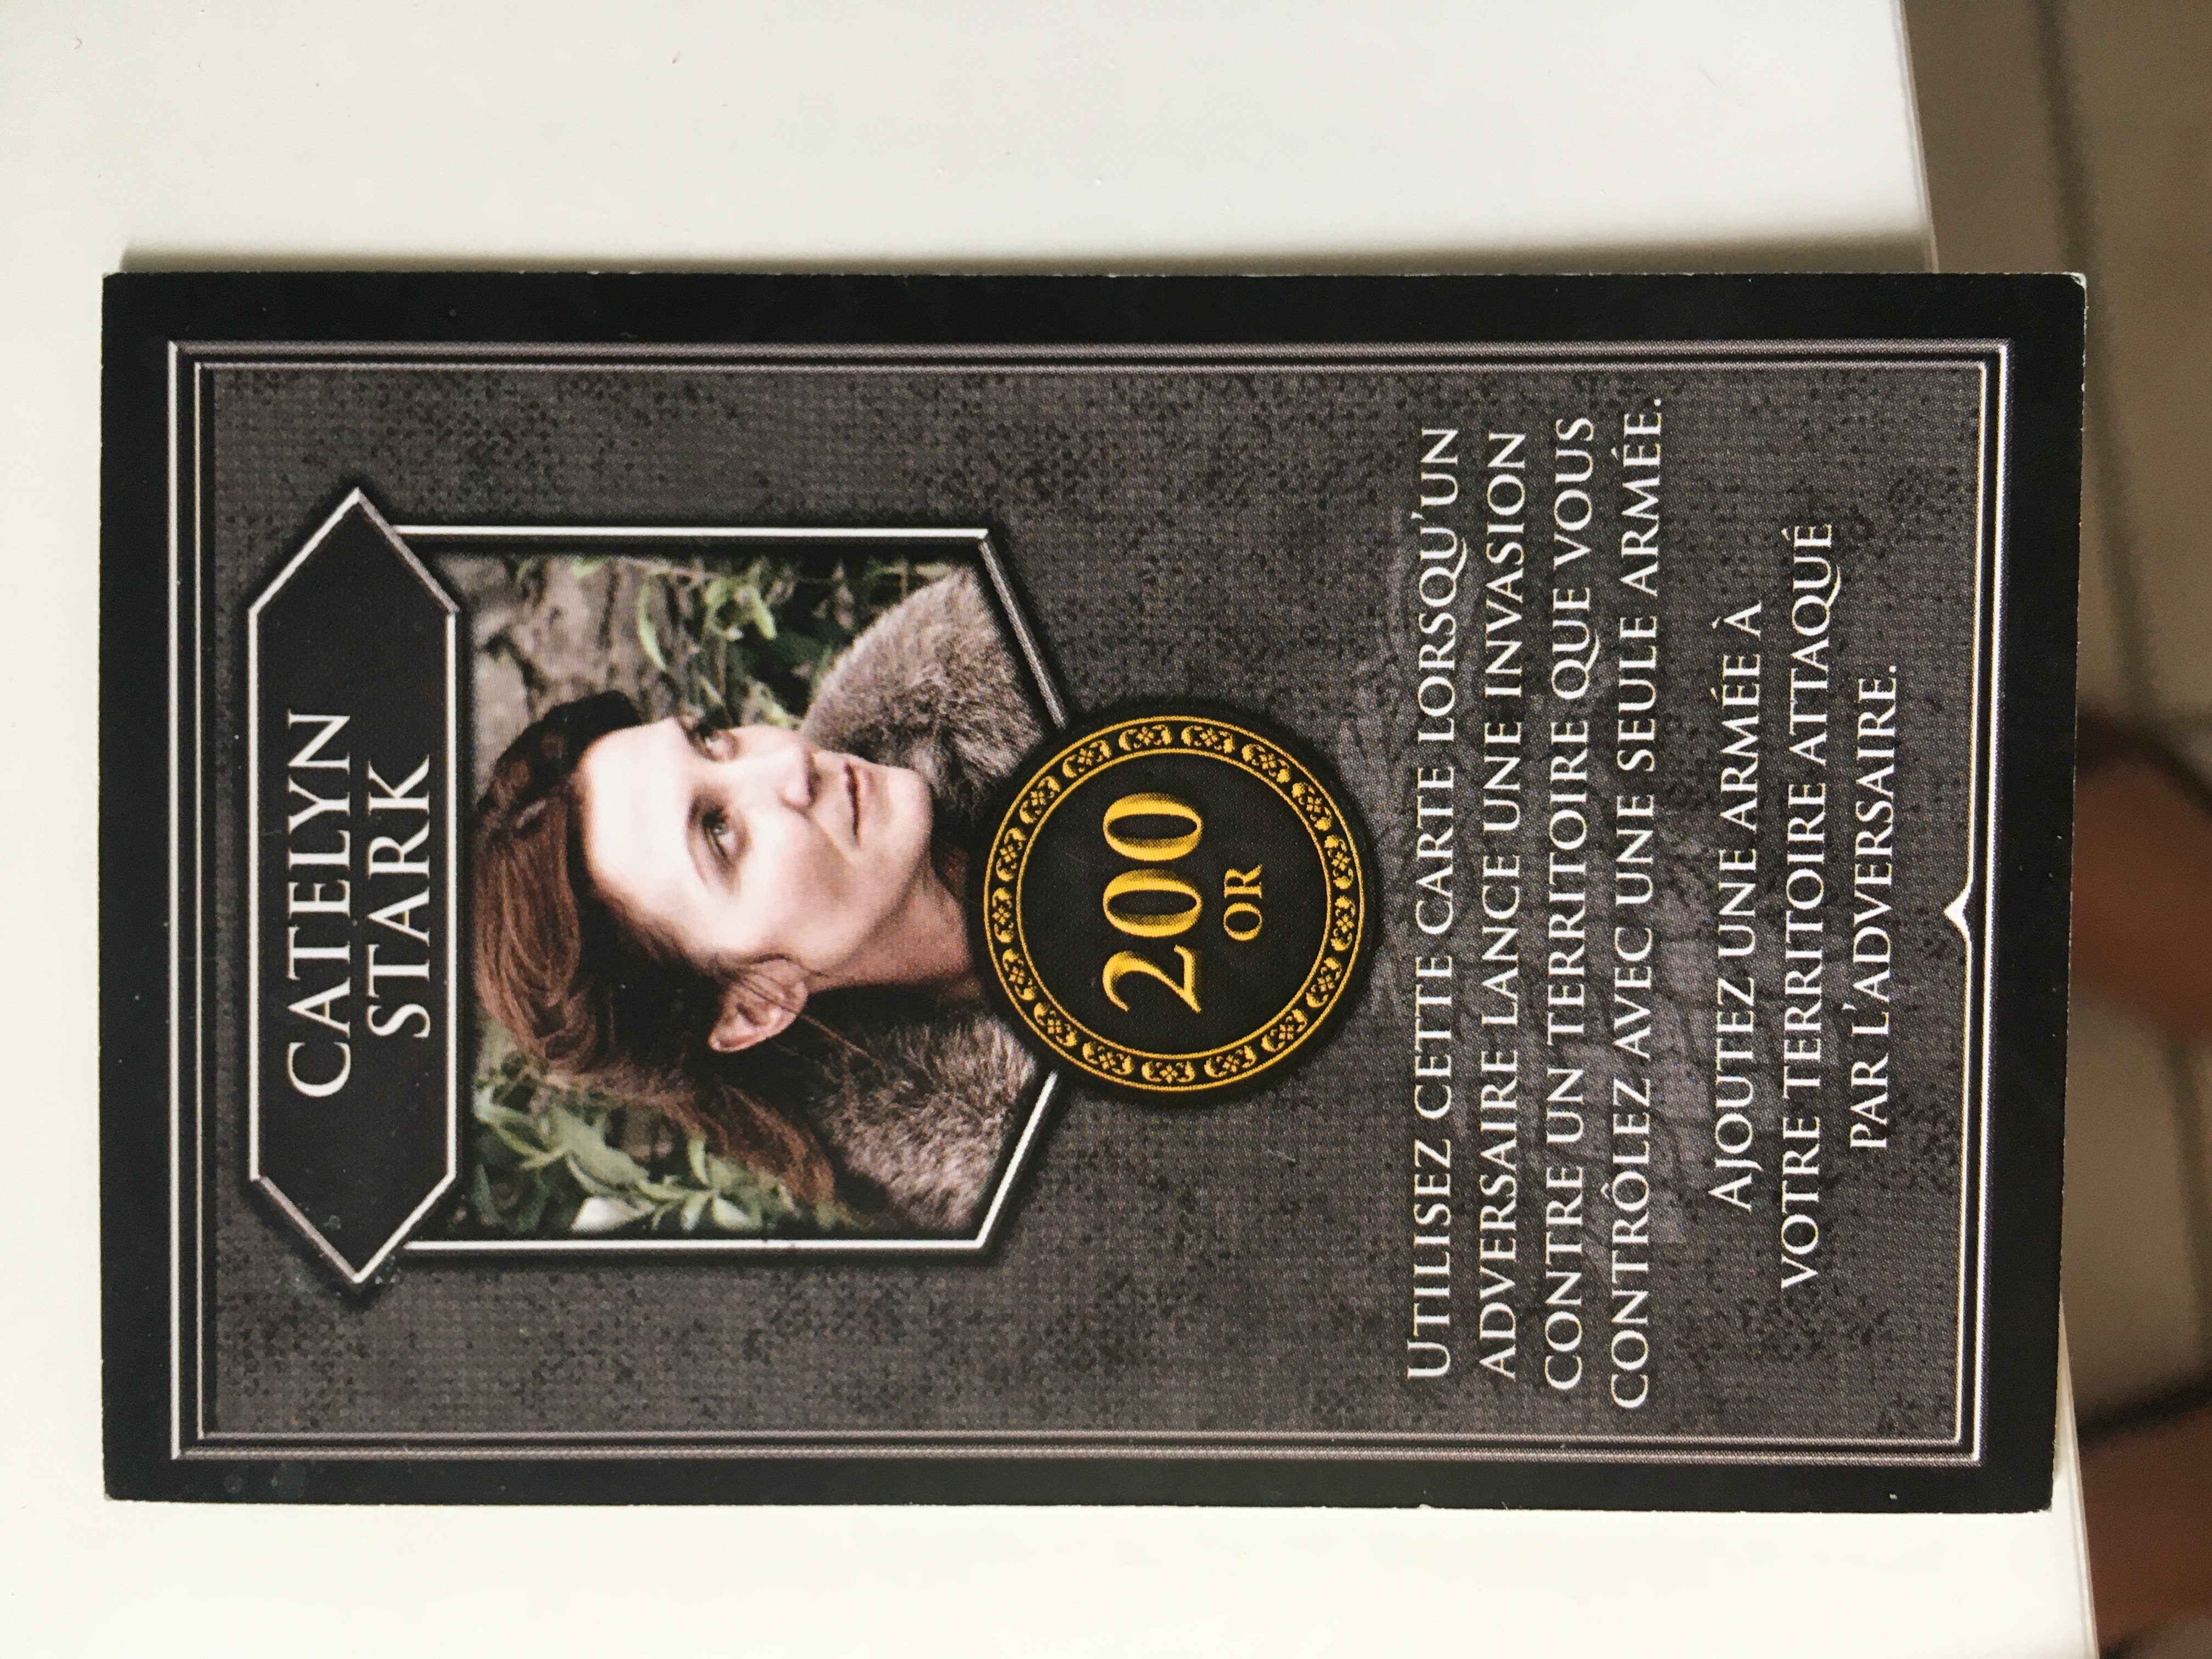 CATELYN
STARK
200
OR
UTILISEZ CETTE CARTE LORSQU'UN
ADVERSAIRE LANCE UNE INVASION
CONTRE UN TERRITOIRE QUE VOUS
CONTRÔLEZ AVEC UNE SEULE ARMÉE.
AJOUTEZ UNE ARMÉE À
VOTRE TERRITOIRE ATTAQUÉ
PAR L'ADVERSAIRE.